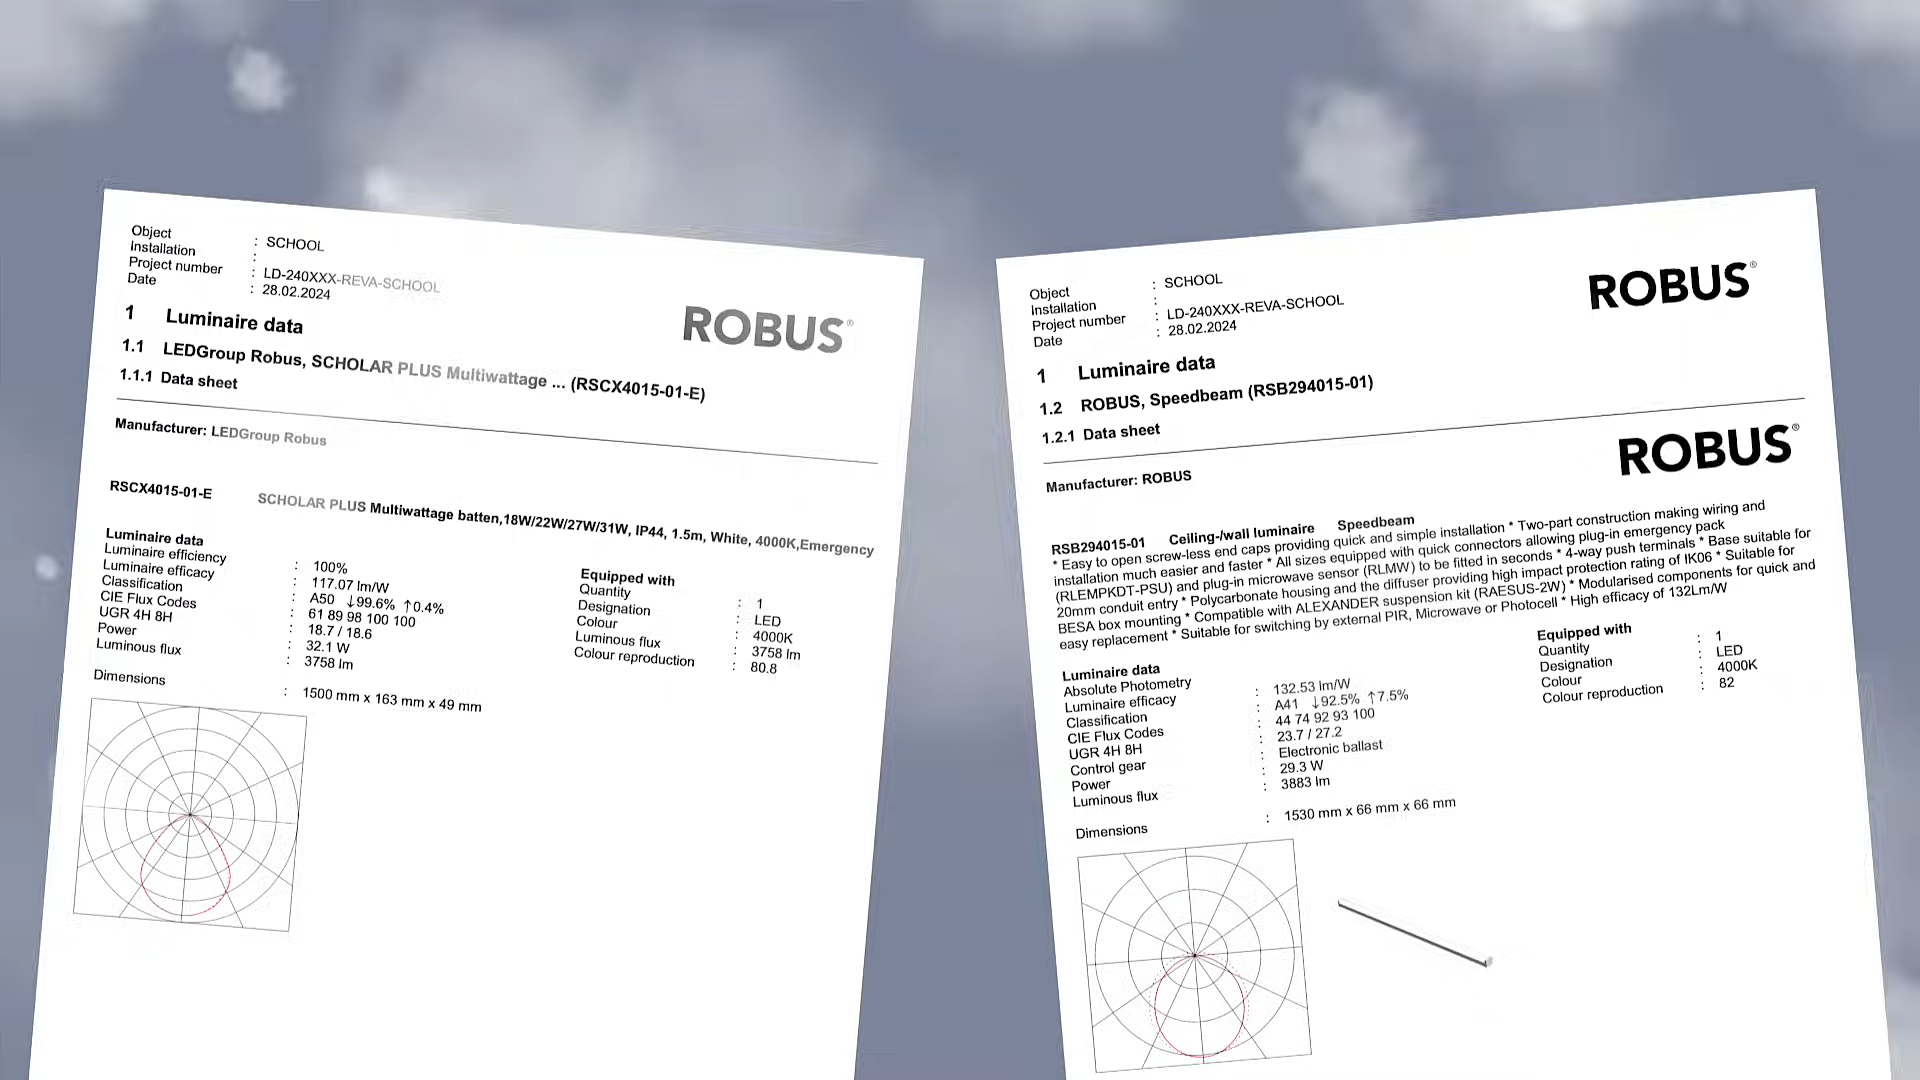 Object : SCHOOL
Installation :
Project number : LD-240XXX-REVA-SCHOOL
Date : 28.02.2024
ROBUS®
1 Luminaire data
1.1 LEDGroup Robus, SCHOLAR PLUS Multiwattage ... (RSCX4015-01-E)
1.1.1 Data sheet
Manufacturer: LEDGroup Robus
RSCX4015-01-E SCHOLAR PLUS Multiwattage batten,18W/22W/27W/31W, IP44, 1.5m, White, 4000K,Emergency
Luminaire data
Luminaire efficiency : 100%
Luminaire efficacy : 117.07 lm/W
Classification : A50 ↓99.6% ↑0.4%
CIE Flux Codes : 61 89 98 100 100
UGR 4H 8H : 18.7 / 18.6
Power : 32.1 W
Luminous flux : 3758 lm
Dimensions : 1500 mm x 163 mm x 49 mm
Equipped with
Quantity : 1
Designation : LED
Colour : 4000K
Luminous flux : 3758 lm
Colour reproduction : 80.8
Object : SCHOOL
Installation :
Project number : LD-240XXX-REVA-SCHOOL
Date : 28.02.2024
ROBUS®
1 Luminaire data
1.2 ROBUS, Speedbeam (RSB294015-01)
1.2.1 Data sheet
ROBUS®
Manufacturer: ROBUS
RSB294015-01 Ceiling-/wall luminaire Speedbeam
* Easy to open screw-less end caps providing quick and simple installation * Two-part construction making wiring and
installation much easier and faster * All sizes equipped with quick connectors allowing plug-in emergency pack
(RLEMPKDT-PSU) and plug-in microwave sensor (RLMW) to be fitted in seconds * 4-way push terminals * Base suitable for
20mm conduit entry * Polycarbonate housing and the diffuser providing high impact protection rating of IK06 * Suitable for
BESA box mounting * Compatible with ALEXANDER suspension kit (RAESUS-2W) * Modularised components for quick and
easy replacement * Suitable for switching by external PIR, Microwave or Photocell * High efficacy of 132Lm/W
Luminaire data
Absolute Photometry
Luminaire efficacy : 132.53 lm/W
Classification : A41 ↓92.5% ↑7.5%
CIE Flux Codes : 44 74 92 93 100
UGR 4H 8H : 23.7 / 27.2
Control gear : Electronic ballast
Power : 29.3 W
Luminous flux : 3883 lm
Dimensions : 1530 mm x 66 mm x 66 mm
Equipped with
Quantity : 1
Designation : LED
Colour : 4000K
Colour reproduction : 82